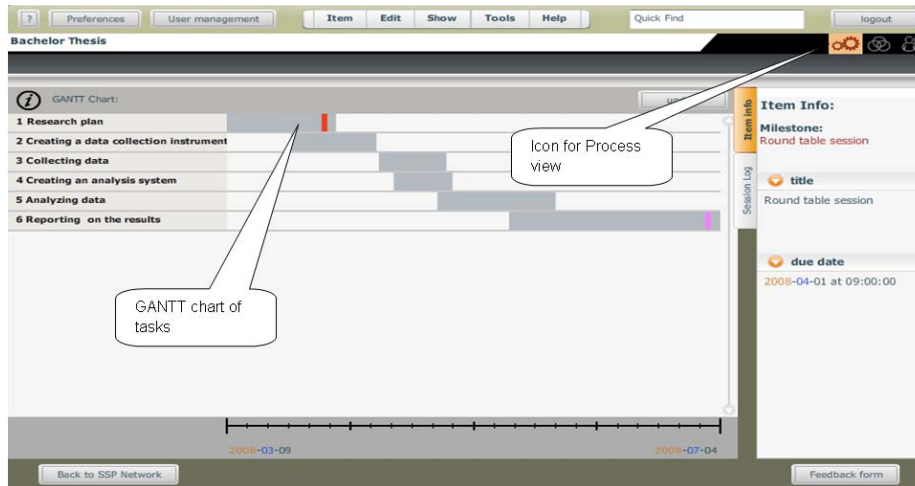 ? Preferences User management Item Edit Show Tools Help Quick Find logout
Bachelor Thesis
i GANTT Chart:
1 Research plan
2 Creating a data collection instrument
3 Collecting data
4 Creating an analysis system
5 Analyzing data
6 Reporting on the results
Icon for Process
view
GANTT chart of
tasks
Item info
Session Log
Item Info:
Milestone:
Round table session
title
Round table session
due date
2008-04-01 at 09:00:00
2008-03-09 2008-07-04
Back to SSP Network Feedback form